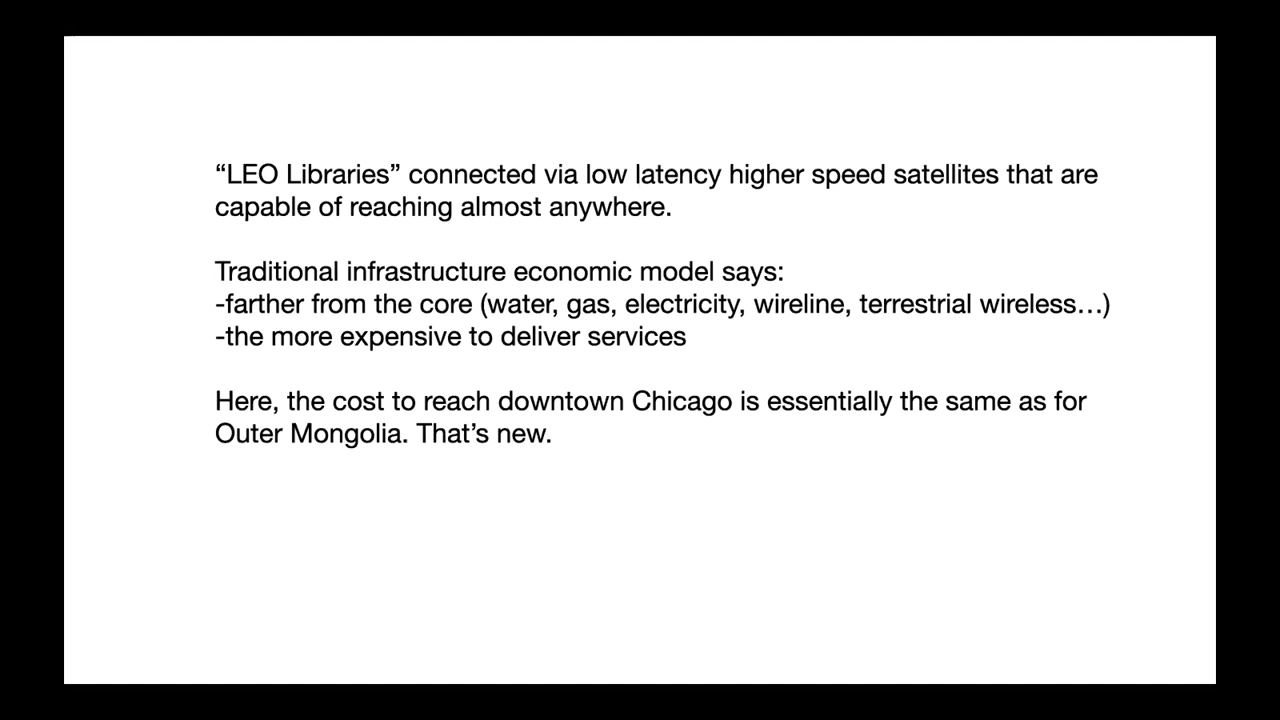 “LEO Libraries” connected via low latency higher speed satellites that are
capable of reaching almost anywhere.
Traditional infrastructure economic model says:
-farther from the core (water, gas, electricity, wireline, terrestrial wireless…)
-the more expensive to deliver services
Here, the cost to reach downtown Chicago is essentially the same as for
Outer Mongolia. That’s new.